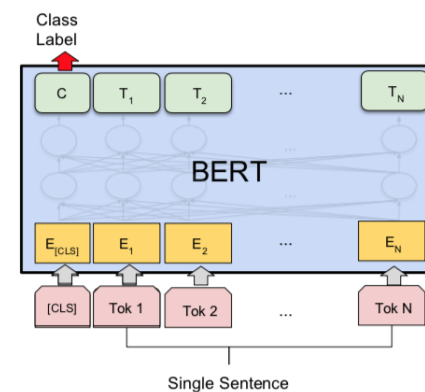 Class
Label
C T1 T2 ... TN
...
BERT
...
E[CLS] E1 E2 ... EN
[CLS] Tok 1 Tok 2 ... Tok N
Single Sentence